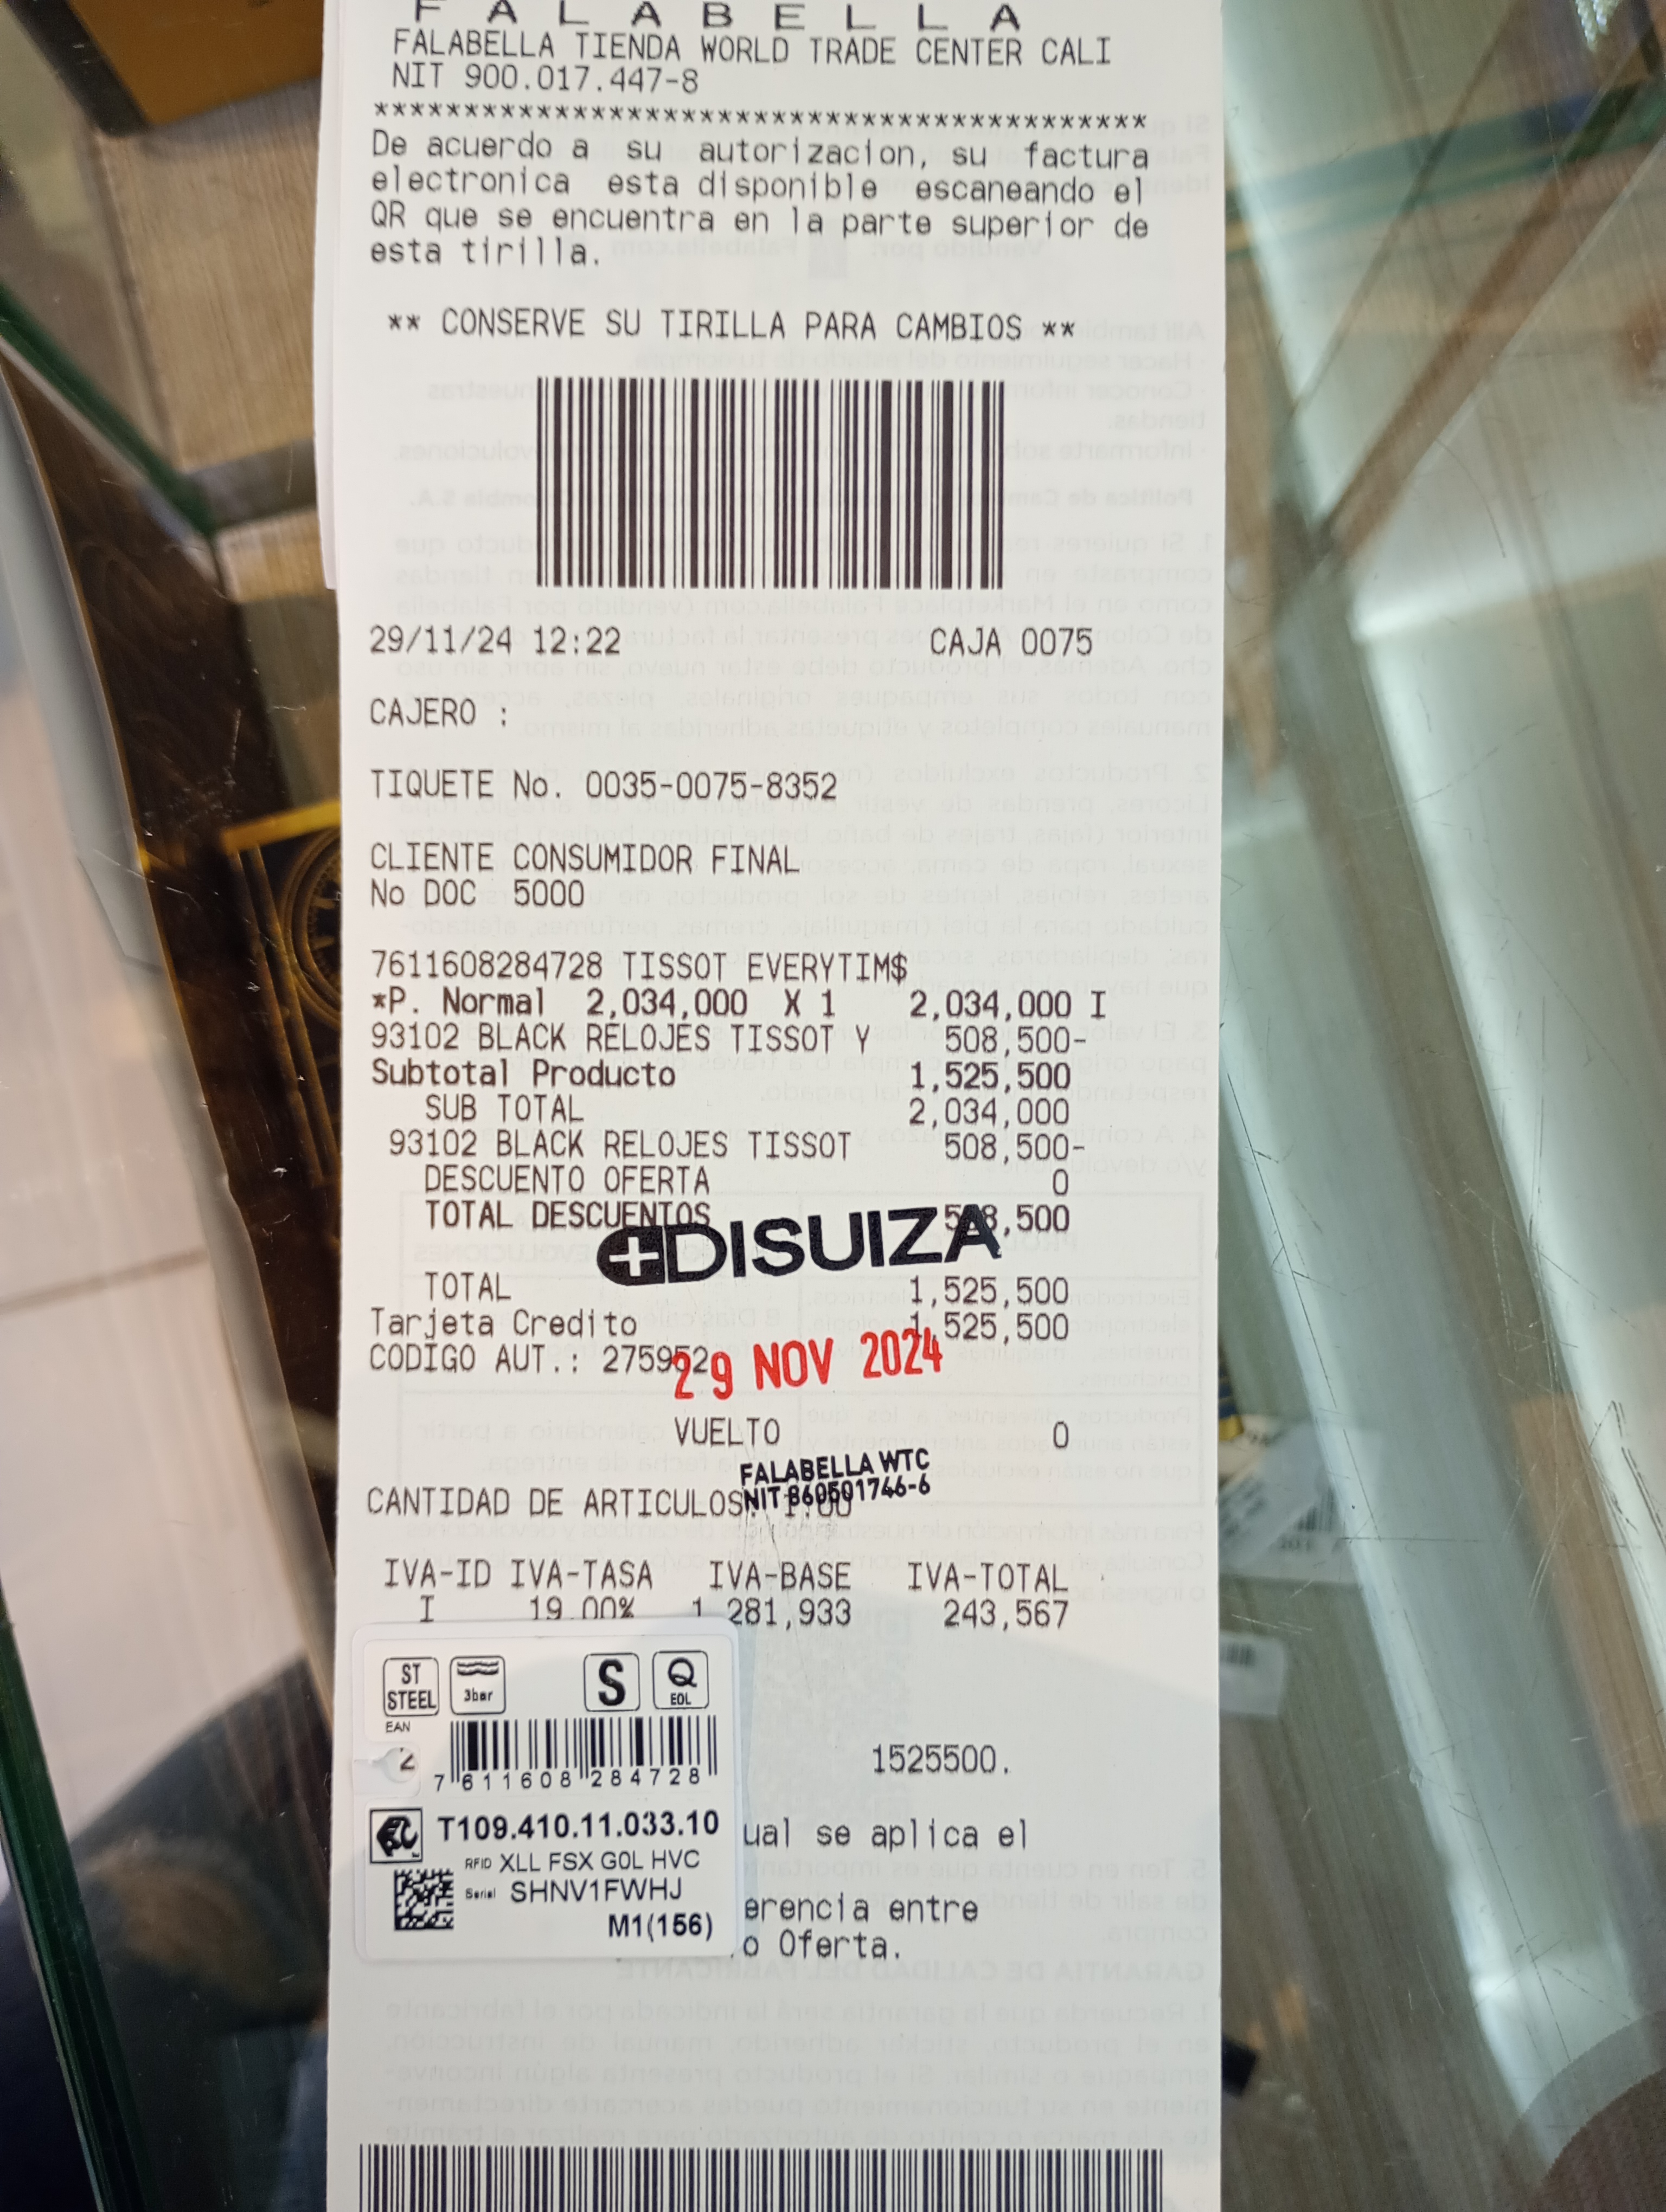 FALABELLA
FALABELLA TIENDA WORLD TRADE CENTER CALI
NIT 900.017.447-8
*******************************************
De acuerdo a su autorizacion, su factura
electronica esta disponible escaneando el
QR que se encuentra en la parte superior de
esta tirilla.
** CONSERVE SU TIRILLA PARA CAMBIOS **
29/11/24 12:22 CAJA 0075
CAJERO :
TIQUETE No. 0035-0075-8352
CLIENTE CONSUMIDOR FINAL
No DOC 5000
7611608284728 TISSOT EVERYTIM$
*P. Normal 2,034,000 X 1 2,034,000 I
93102 BLACK RELOJES TISSOT Y 508,500-
Subtotal Producto 1,525,500
SUB TOTAL 2,034,000
93102 BLACK RELOJES TISSOT 508,500-
DESCUENTO OFERTA 0
TOTAL DESCUENTOS 508,500
DISUIZA
TOTAL 1,525,500
Tarjeta Credito 1,525,500
CODIGO AUT.: 275952
29 NOV 2024
VUELTO 0
FALABELLA WTC
NIT 860501746-6
CANTIDAD DE ARTICULOS: 1.00
IVA-ID IVA-TASA IVA-BASE IVA-TOTAL
I 19.00% 1,281,933 243,567
ST STEEL 3bar S Q EOL
EAN
2
7 611608 284728
1525500.
T109.410.11.033.10
ual se aplica el
RFID XLL FSX G0L HVC
Serial SHNV1FWHJ
erencia entre
M1(156)
o Oferta.